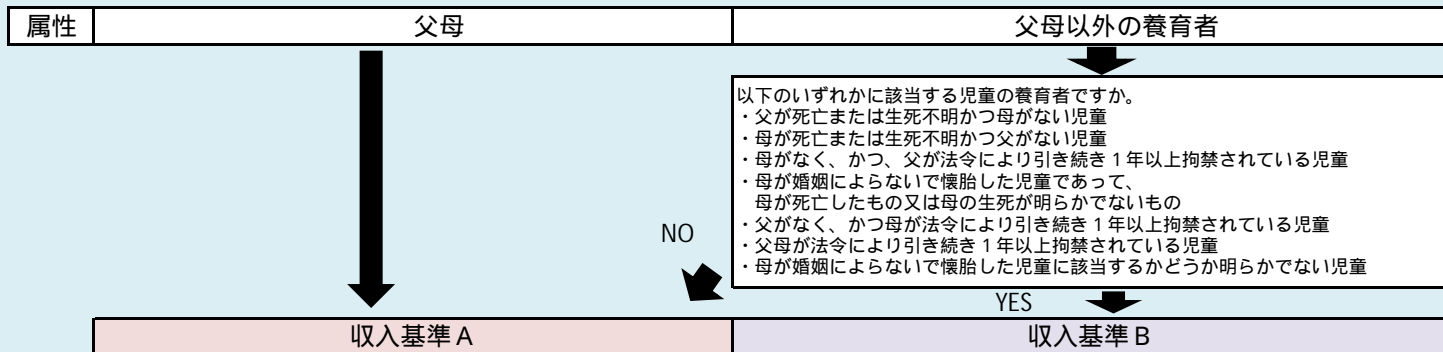 属性 父母 父母以外の養育者
以下のいずれかに該当する児童の養育者ですか。
・父が死亡または生死不明かつ母がない児童
・母が死亡または生死不明かつ父がない児童
・母がなく、かつ、父が法令により引き続き１年以上拘禁されている児童
・母が婚姻によらないで懐胎した児童であって、
母が死亡したもの又は母の生死が明らかでないもの
・父がなく、かつ母が法令により引き続き１年以上拘禁されている児童
・父母が法令により引き続き１年以上拘禁されている児童
・母が婚姻によらないで懐胎した児童に該当するかどうか明らかでない児童
NO
YES
収入基準Ａ 収入基準Ｂ